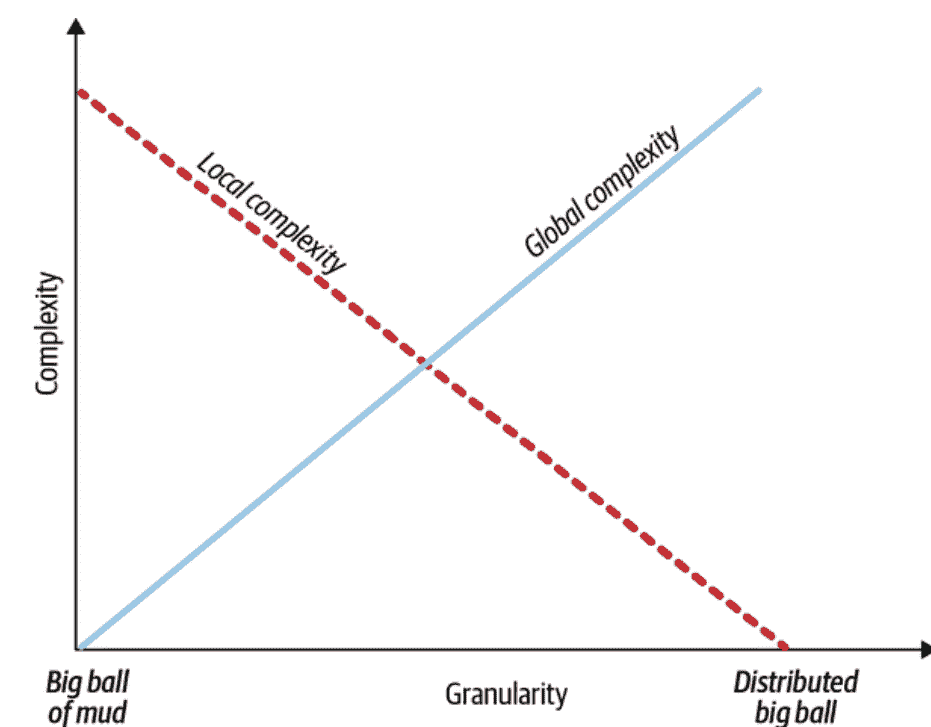 Local complexity
Global complexity
Complexity
Big ball
of mud
Granularity
Distributed
big ball